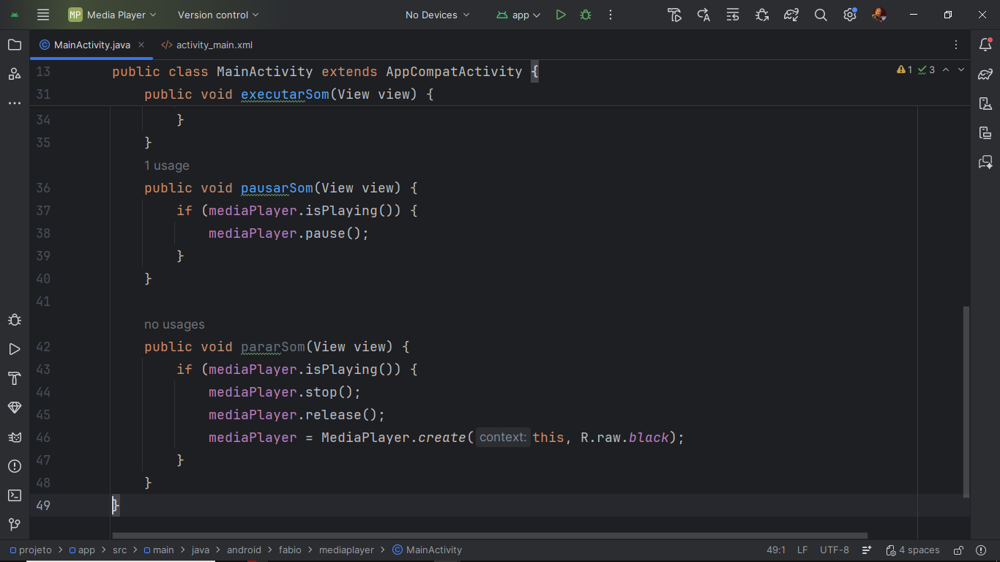 MP Media Player Version control No Devices app
MainActivity.java activity_main.xml
13 public class MainActivity extends AppCompatActivity { 1 3
31 public void executarSom(View view) {
34 }
35 }
1 usage
36 public void pausarSom(View view) {
37 if (mediaPlayer.isPlaying()) {
38 mediaPlayer.pause();
39 }
40 }
41
no usages
42 public void pararSom(View view) {
43 if (mediaPlayer.isPlaying()) {
44 mediaPlayer.stop();
45 mediaPlayer.release();
46 mediaPlayer = MediaPlayer.create( context: this, R.raw.black);
47 }
48 }
49 }
projeto > app > src > main > java > android > fabio > mediaplayer > MainActivity 49:1 LF UTF-8 4 spaces